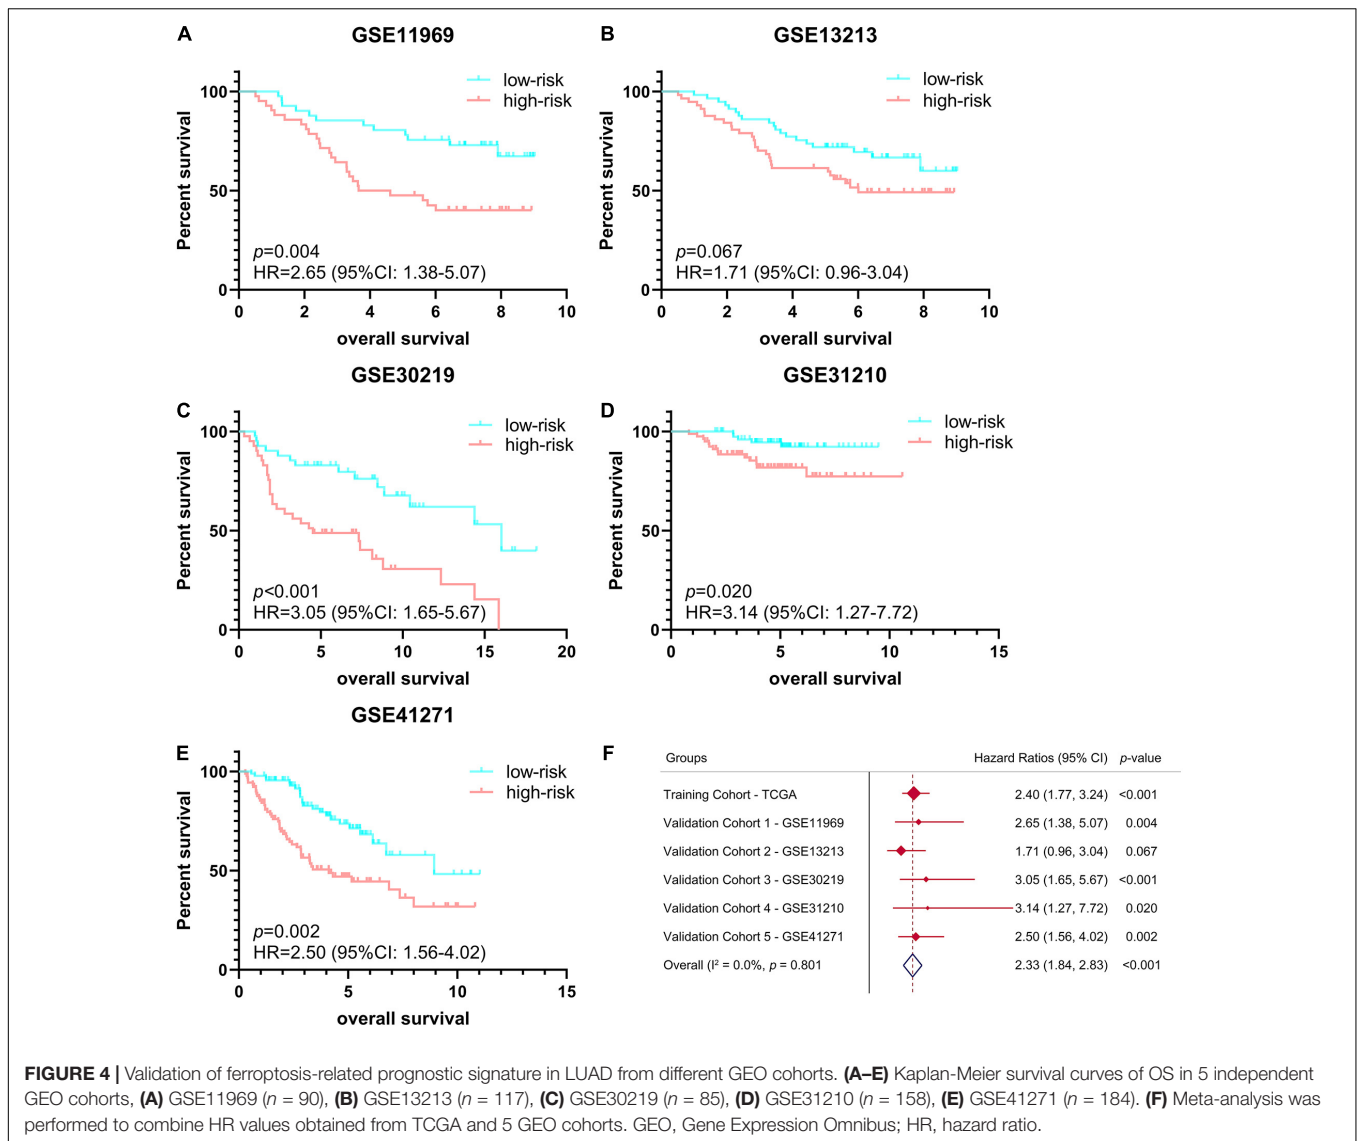 A
GSE11969
low-risk
high-risk
Percent survival
100
50
0
p=0.004
HR=2.65 (95%CI: 1.38-5.07)
0 2 4 6 8 10
overall survival
B
GSE13213
low-risk
high-risk
Percent survival
100
50
0
p=0.067
HR=1.71 (95%CI: 0.96-3.04)
0 2 4 6 8 10
overall survival
C
GSE30219
low-risk
high-risk
Percent survival
100
50
0
p<0.001
HR=3.05 (95%CI: 1.65-5.67)
0 5 10 15 20
overall survival
D
GSE31210
low-risk
high-risk
Percent survival
100
50
0
p=0.020
HR=3.14 (95%CI: 1.27-7.72)
0 5 10 15
overall survival
E
GSE41271
low-risk
high-risk
Percent survival
100
50
0
p=0.002
HR=2.50 (95%CI: 1.56-4.02)
0 5 10 15
overall survival
F
Groups Hazard Ratios (95% CI) p-value
Training Cohort - TCGA 2.40 (1.77, 3.24) <0.001
Validation Cohort 1 - GSE11969 2.65 (1.38, 5.07) 0.004
Validation Cohort 2 - GSE13213 1.71 (0.96, 3.04) 0.067
Validation Cohort 3 - GSE30219 3.05 (1.65, 5.67) <0.001
Validation Cohort 4 - GSE31210 3.14 (1.27, 7.72) 0.020
Validation Cohort 5 - GSE41271 2.50 (1.56, 4.02) 0.002
Overall (I² = 0.0%, p = 0.801 2.33 (1.84, 2.83) <0.001
FIGURE 4 | Validation of ferroptosis-related prognostic signature in LUAD from different GEO cohorts. (A–E) Kaplan-Meier survival curves of OS in 5 independent
GEO cohorts, (A) GSE11969 (n = 90), (B) GSE13213 (n = 117), (C) GSE30219 (n = 85), (D) GSE31210 (n = 158), (E) GSE41271 (n = 184). (F) Meta-analysis was
performed to combine HR values obtained from TCGA and 5 GEO cohorts. GEO, Gene Expression Omnibus; HR, hazard ratio.